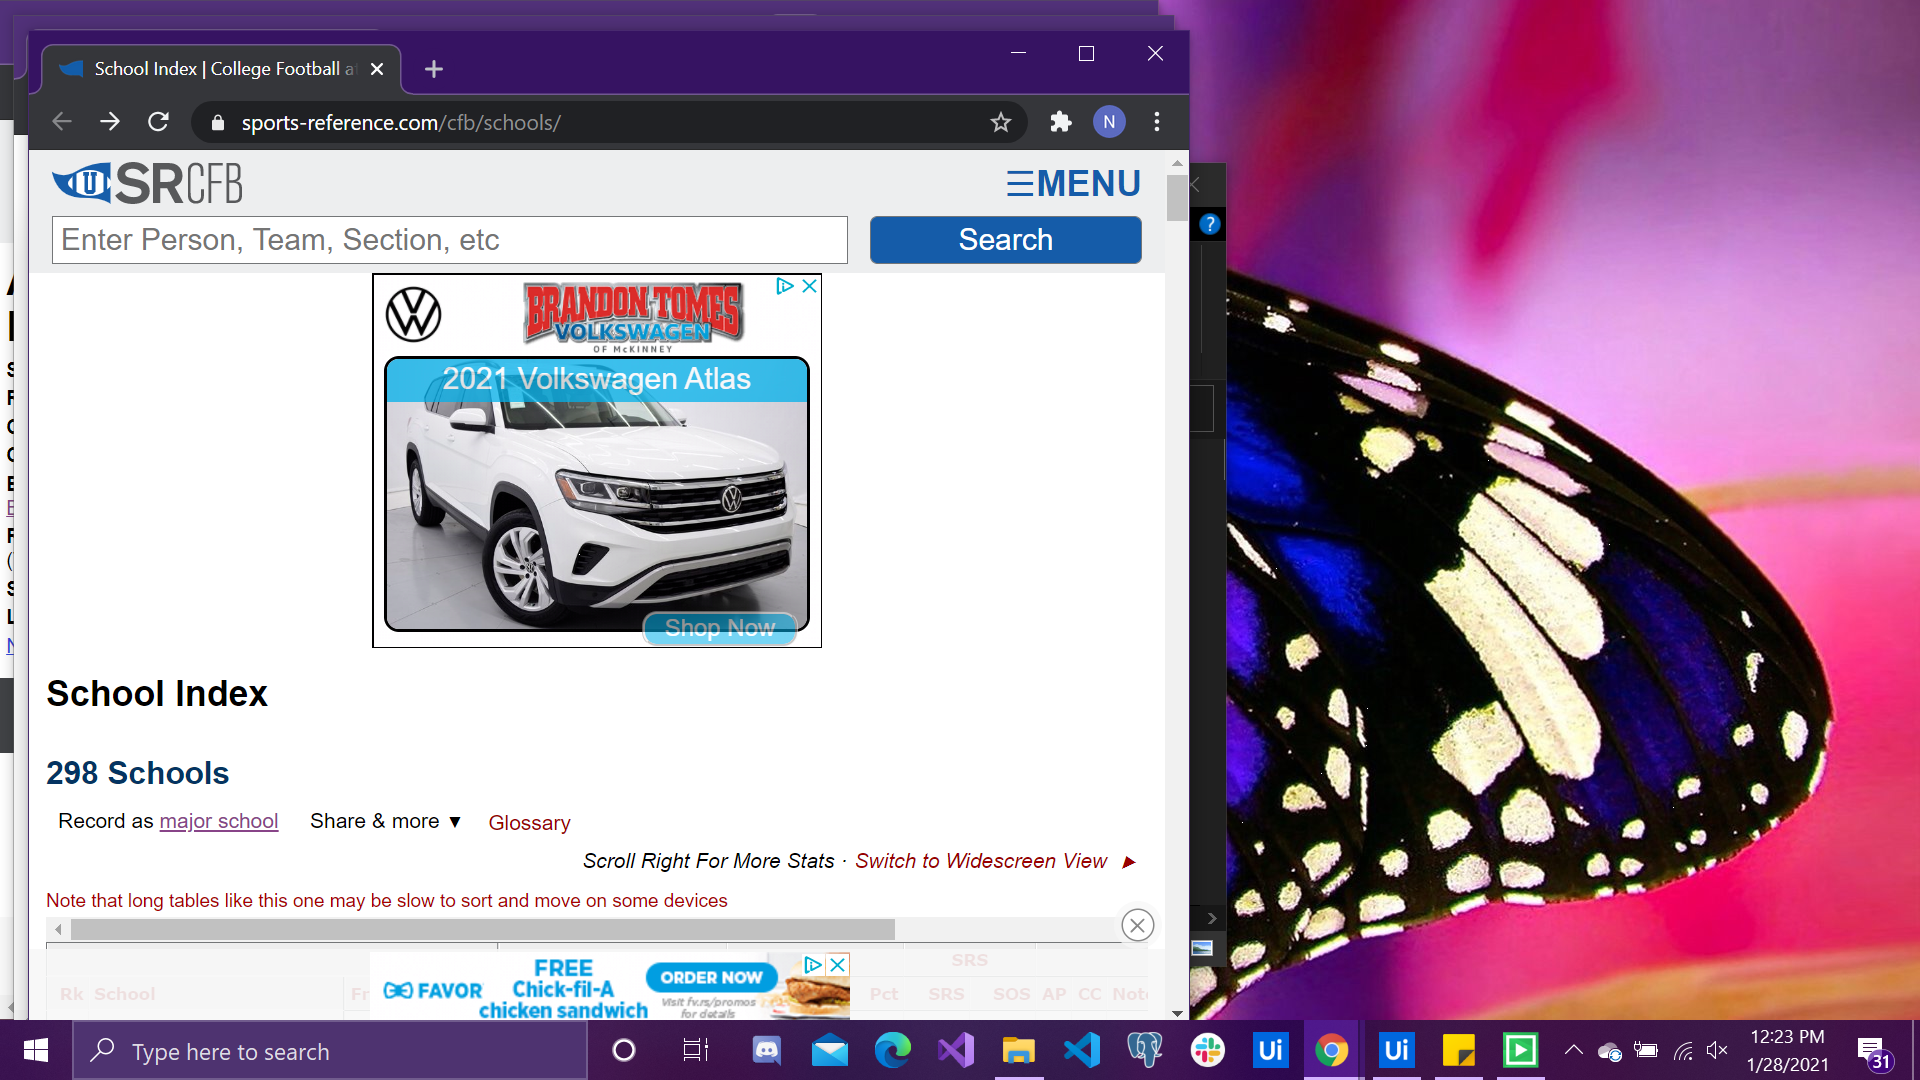 School Index | College Football at
sports-reference.com/cfb/schools/
N
U SRCFB
☰MENU
Enter Person, Team, Section, etc
Search
BRANDON TOMES
VOLKSWAGEN
OF McKINNEY
2021 Volkswagen Atlas
Shop Now
School Index
298 Schools
Record as major school
Share & more ▼
Glossary
Scroll Right For More Stats · Switch to Widescreen View ►
Note that long tables like this one may be slow to sort and move on some devices
SRS
Rk School Pct SRS SOS AP CC
FAVOR
FREE
Chick-fil-A
chicken sandwich
ORDER NOW
Visit fv.rs/promos
for details
Type here to search
Ui
Ui
12:23 PM
1/28/2021
31